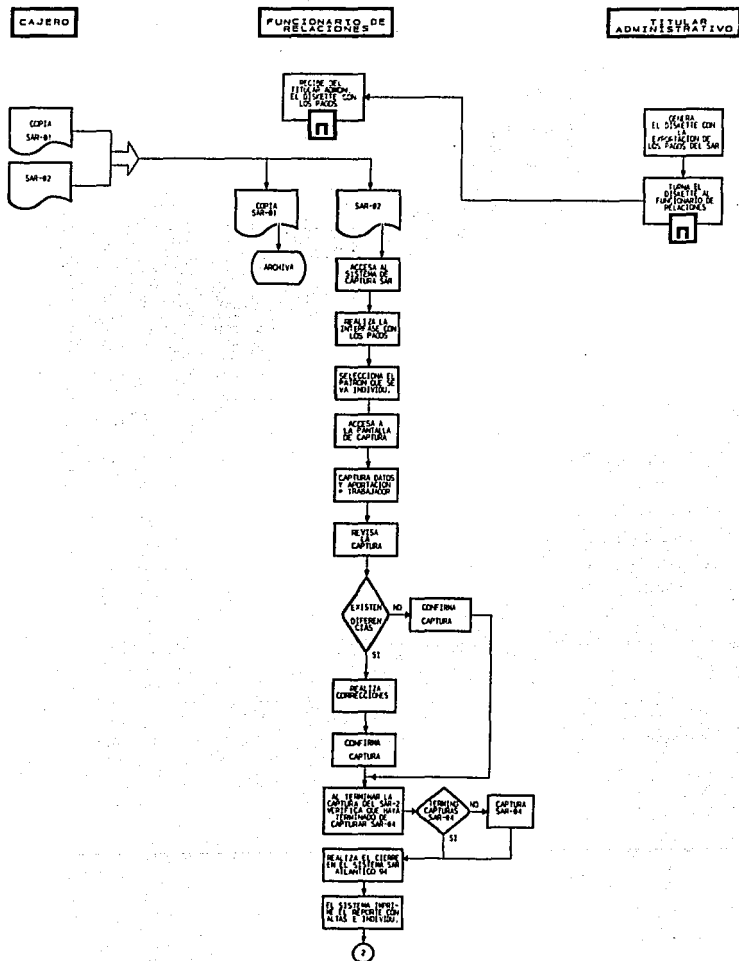 CAJERO
FUNCIONARIO DE
RELACIONES
TITULAR
ADMINISTRATIVO
RECIBE DEL
TITULAR ADMON.
EL DISKETTE CON
LOS PAGOS
GENERA
EL DISKETTE CON
LA
EXPORTACION DE
LOS PAGOS DEL SAR
TURNA EL
DISKETTE AL
FUNCIONARIO DE
RELACIONES
COPIA
SAR-01
SAR-02
COPIA
SAR-01
SAR-02
ARCHIVA
ACCESA AL
SISTEMA DE
CAPTURA SAR
REALIZA LA
INTERFASE CON
LOS PAGOS
SELECCIONA EL
PATRON QUE SE
VA INDIVIDU.
ACCESA A
LA PANTALLA
DE CAPTURA
CAPTURA DATOS
Y APORTACION
* TRABAJADOR
REVISA
LA
CAPTURA
EXISTEN
DIFEREN
CIAS
NO
CONFIRMA
CAPTURA
SI
REALIZA
CORRECCIONES
CONFIRMA
CAPTURA
AL TERMINAR LA
CAPTURA DEL SAR-2
VERIFICA QUE HAYA
TERMINADO DE
CAPTURAR SAR-04
TERMINO
CAPTURAS
SAR-04
NO
CAPTURA
SAR-04
SI
REALIZA EL CIERRE
EN EL SISTEMA SAR
ATLANTICO 94
EL SISTEMA IMPRI-
ME EL REPORTE CON
ALTAS E INDIVIDU.
2